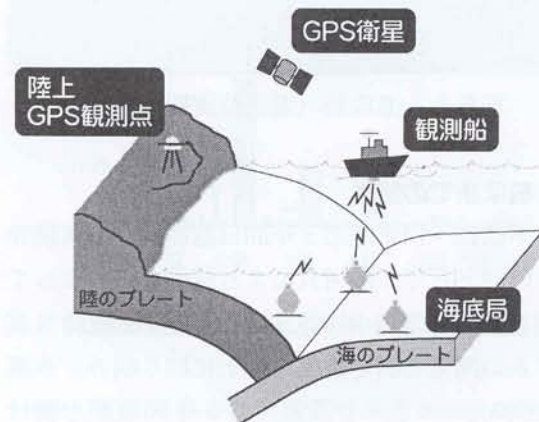 GPS衛星
陸上
GPS観測点
観測船
陸のプレート
海底局
海のプレート